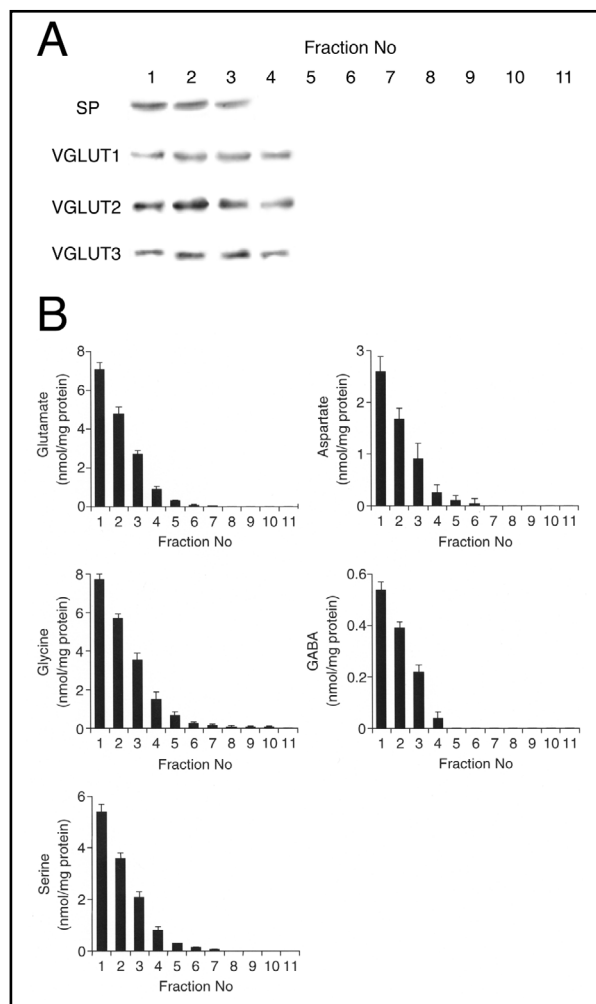 A
Fraction No
1 2 3 4 5 6 7 8 9 10 11
SP
VGLUT1
VGLUT2
VGLUT3
B
Glutamate
(nmol/mg protein)
8
6
4
2
0
1 2 3 4 5 6 7 8 9 10 11
Fraction No
Aspartate
(nmol/mg protein)
3
2
1
0
1 2 3 4 5 6 7 8 9 10 11
Fraction No
Glycine
(nmol/mg protein)
8
6
4
2
0
1 2 3 4 5 6 7 8 9 10 11
Fraction No
GABA
(nmol/mg protein)
0.6
0.4
0.2
0
1 2 3 4 5 6 7 8 9 10 11
Fraction No
Serine
(nmol/mg protein)
6
4
2
0
1 2 3 4 5 6 7 8 9 10 11
Fraction No